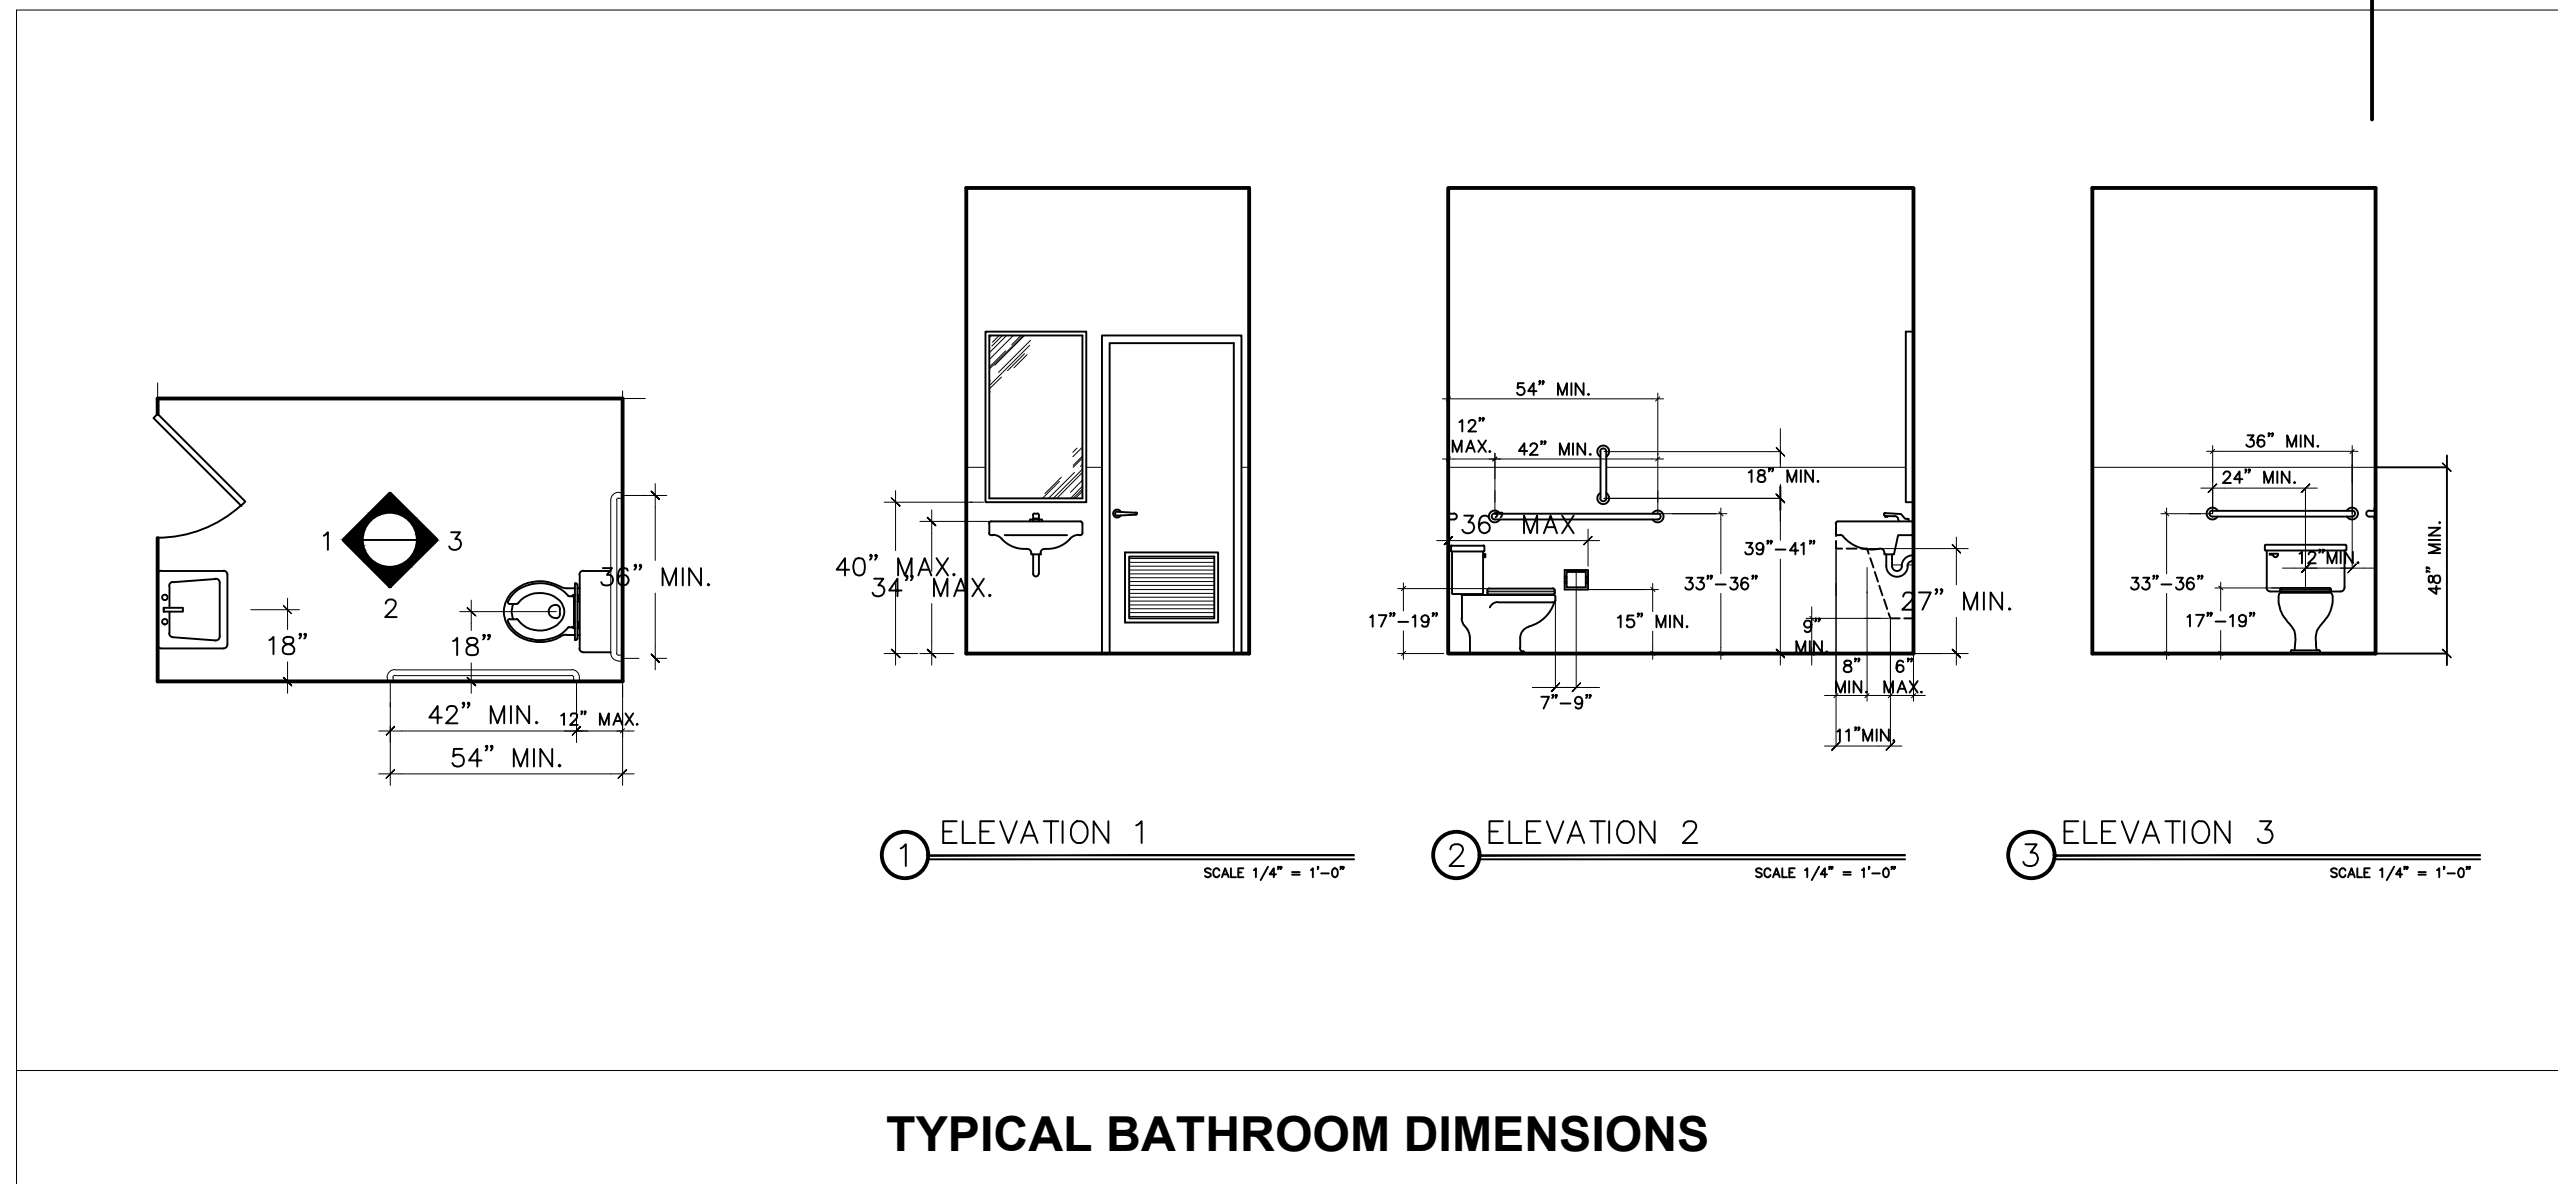 1
3
2
18”
18”
36” MIN.
42” MIN.
12” MAX.
54” MIN.
40” MAX.
34” MAX.
ELEVATION 1
1
SCALE 1/4” = 1'-0”
54” MIN.
12”
MAX.
42” MIN.
18” MIN.
36” MAX
39”-41”
33”-36”
17”-19”
15” MIN.
27” MIN.
9”
MIN.
8”
MIN.
6”
MAX.
7”-9”
11”MIN.
ELEVATION 2
2
SCALE 1/4” = 1'-0”
36” MIN.
24” MIN.
12”MIN.
33”-36”
17”-19”
48” MIN.
ELEVATION 3
3
SCALE 1/4” = 1'-0”
TYPICAL BATHROOM DIMENSIONS